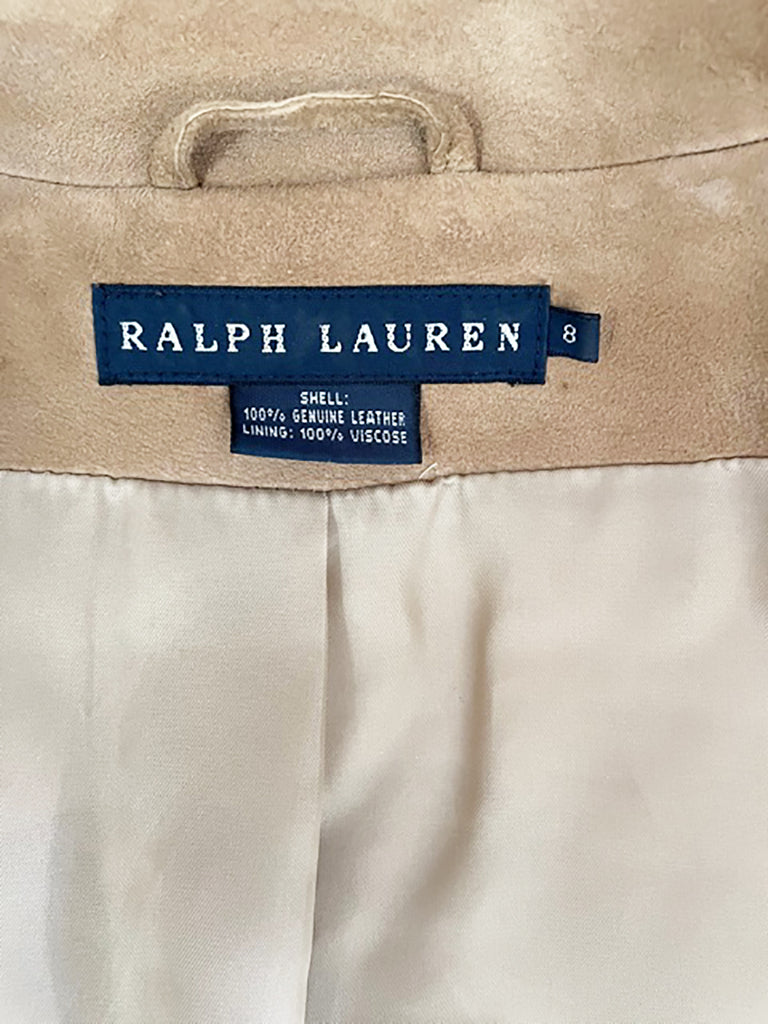 RALPH LAUREN 8
SHELL:
100% GENUINE LEATHER
LINING: 100% VISCOSE